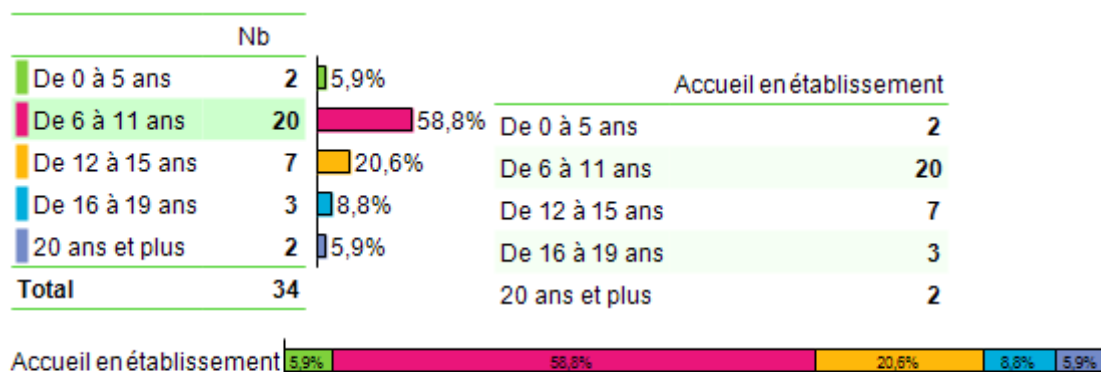 Nb
De 0 à 5 ans 2 5,9%
De 6 à 11 ans 20 58,8%
De 12 à 15 ans 7 20,6%
De 16 à 19 ans 3 8,8%
20 ans et plus 2 5,9%
Total 34
Accueil en établissement
De 0 à 5 ans 2
De 6 à 11 ans 20
De 12 à 15 ans 7
De 16 à 19 ans 3
20 ans et plus 2
Accueil en établissement 5,9% 58,8% 20,6% 8,8% 5,9%